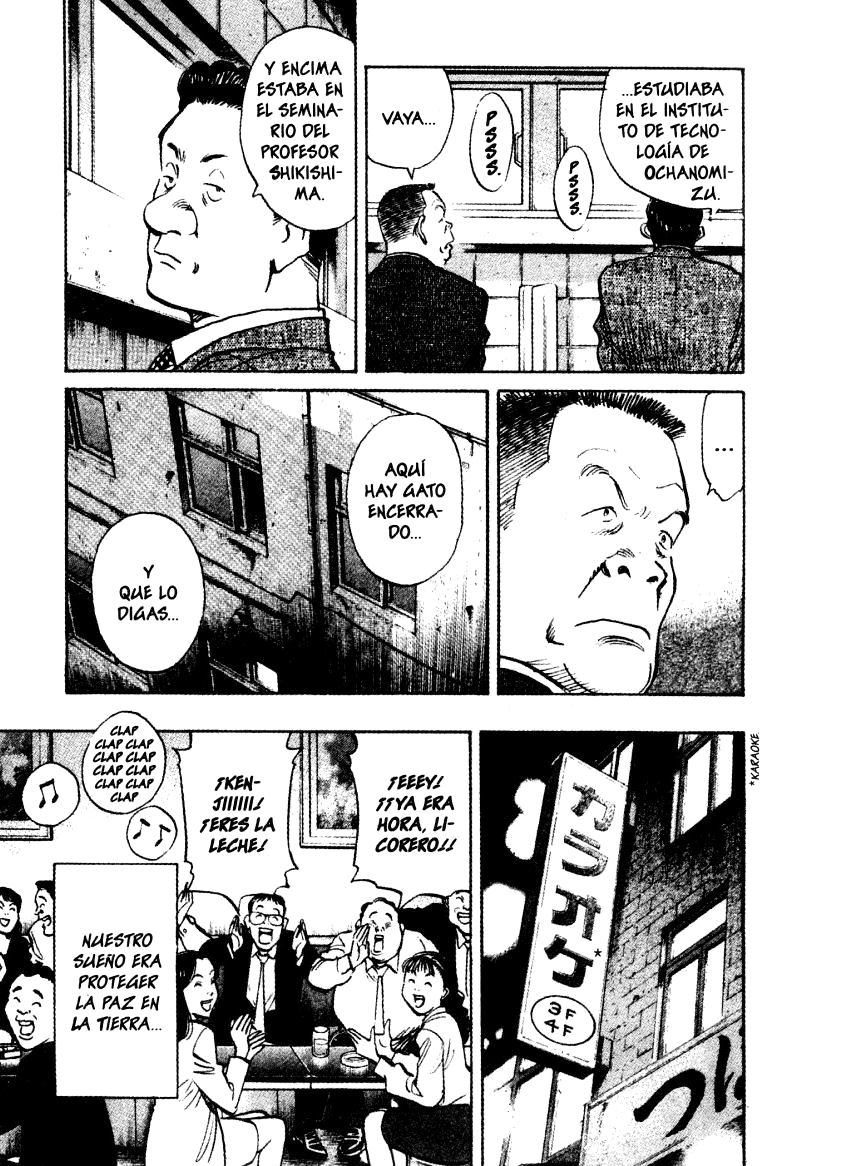 ...ESTUDIABA
EN EL INSTITU-
TO DE TECNO-
LOGÍA DE
OCHANOMI-
ZU.
PSSS.
PSSS.
VAYA...
Y ENCIMA
ESTABA EN
EL SEMINA-
RIO DEL
PROFESOR
SHIKISHI-
MA.
...
AQUÍ
HAY GATO
ENCERRA-
DO...
Y
QUE LO
DIGAS...
*KARAOKE
カラオケ*
3F
4F
つ
¡EEEY!
¡¡YA ERA
HORA, LI-
CORERO!!
¡KEN-
JIIIIII!
¡ERES LA
LECHE!
CLAP
CLAP CLAP
CLAP CLAP
CLAP CLAP
CLAP CLAP
CLAP
NUESTRO
SUEÑO ERA
PROTEGER
LA PAZ EN
LA TIERRA...